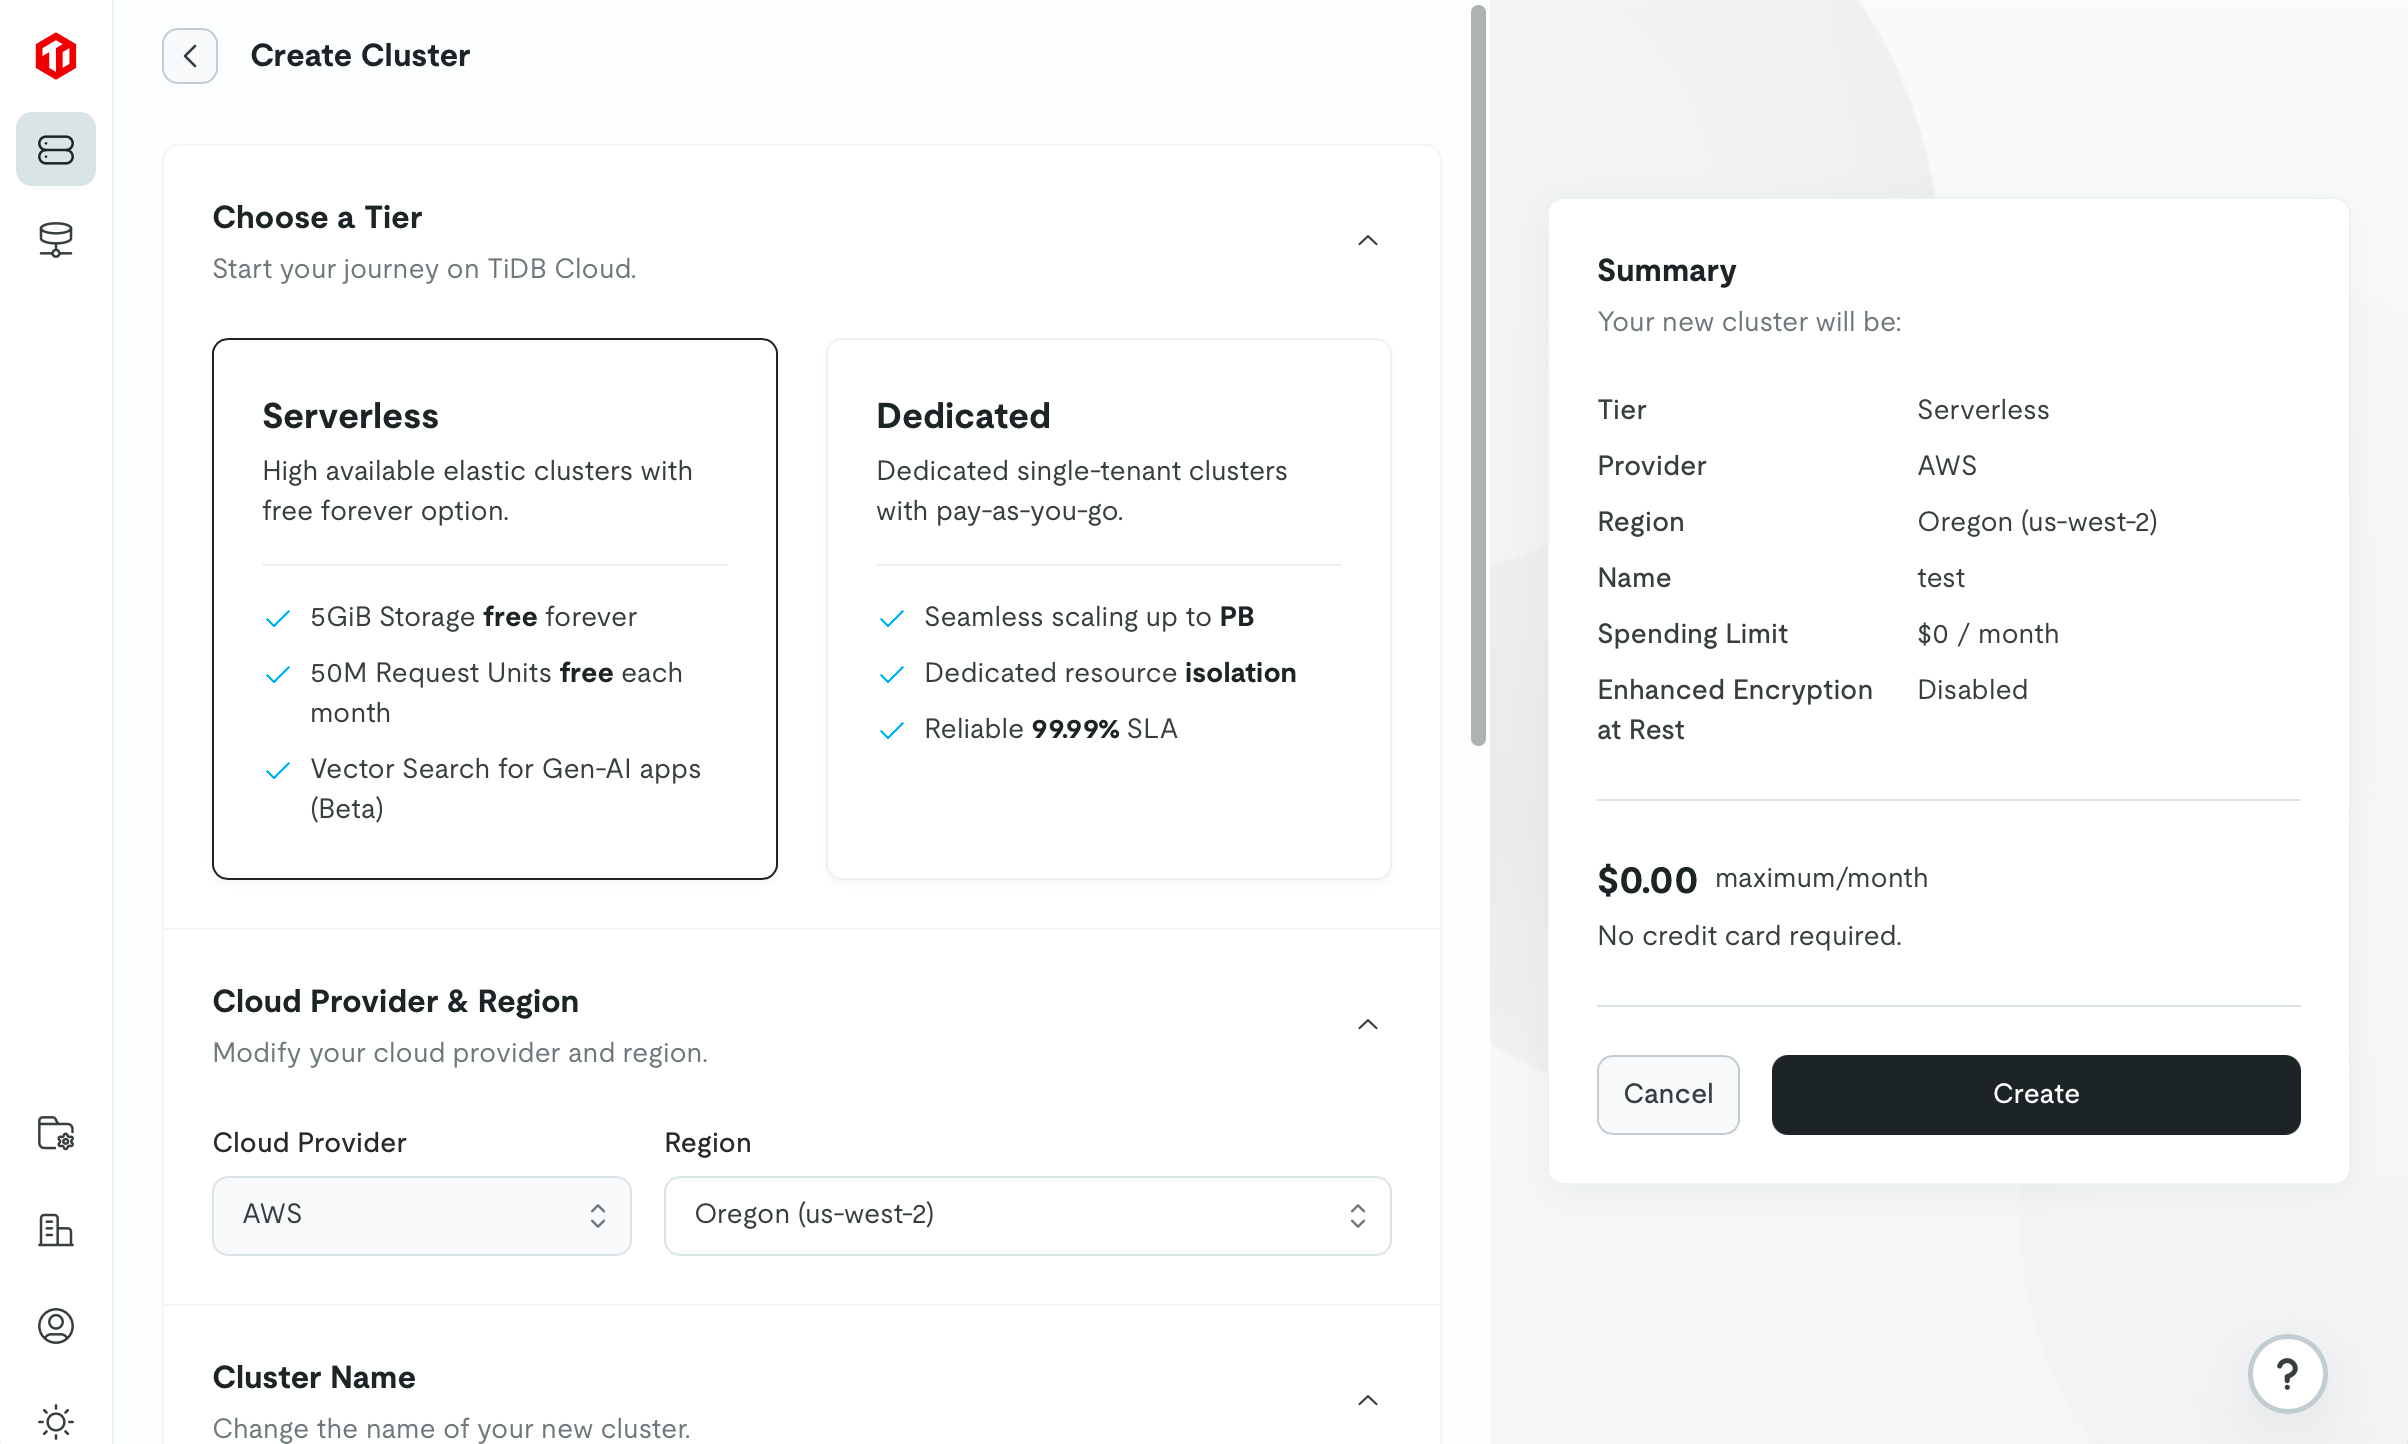 Create Cluster
Choose a Tier
Start your journey on TiDB Cloud.
Serverless
High available elastic clusters with
free forever option.
5GiB Storage free forever
50M Request Units free each
month
Vector Search for Gen-AI apps
(Beta)
Dedicated
Dedicated single-tenant clusters
with pay-as-you-go.
Seamless scaling up to PB
Dedicated resource isolation
Reliable 99.99% SLA
Cloud Provider & Region
Modify your cloud provider and region.
Cloud Provider
AWS
Region
Oregon (us-west-2)
Cluster Name
Change the name of your new cluster.
Summary
Your new cluster will be:
Tier Serverless
Provider AWS
Region Oregon (us-west-2)
Name test
Spending Limit $0 / month
Enhanced Encryption Disabled
at Rest
$0.00 maximum/month
No credit card required.
Cancel
Create
?